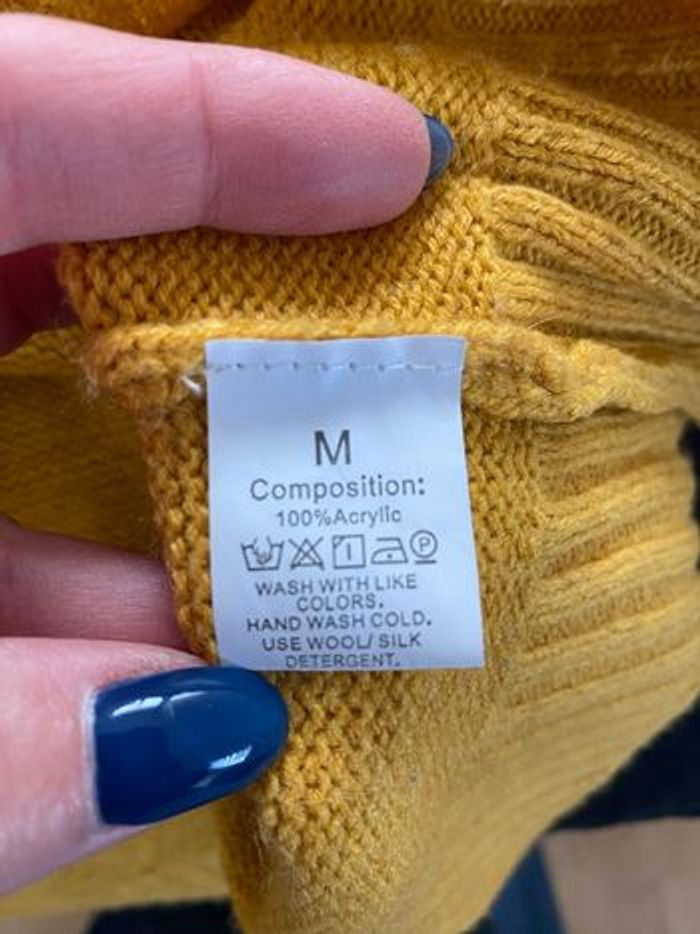 M
Composition:
100%Acrylic
P
WASH WITH LIKE
COLORS.
HAND WASH COLD.
USE WOOL/ SILK
DETERGENT.